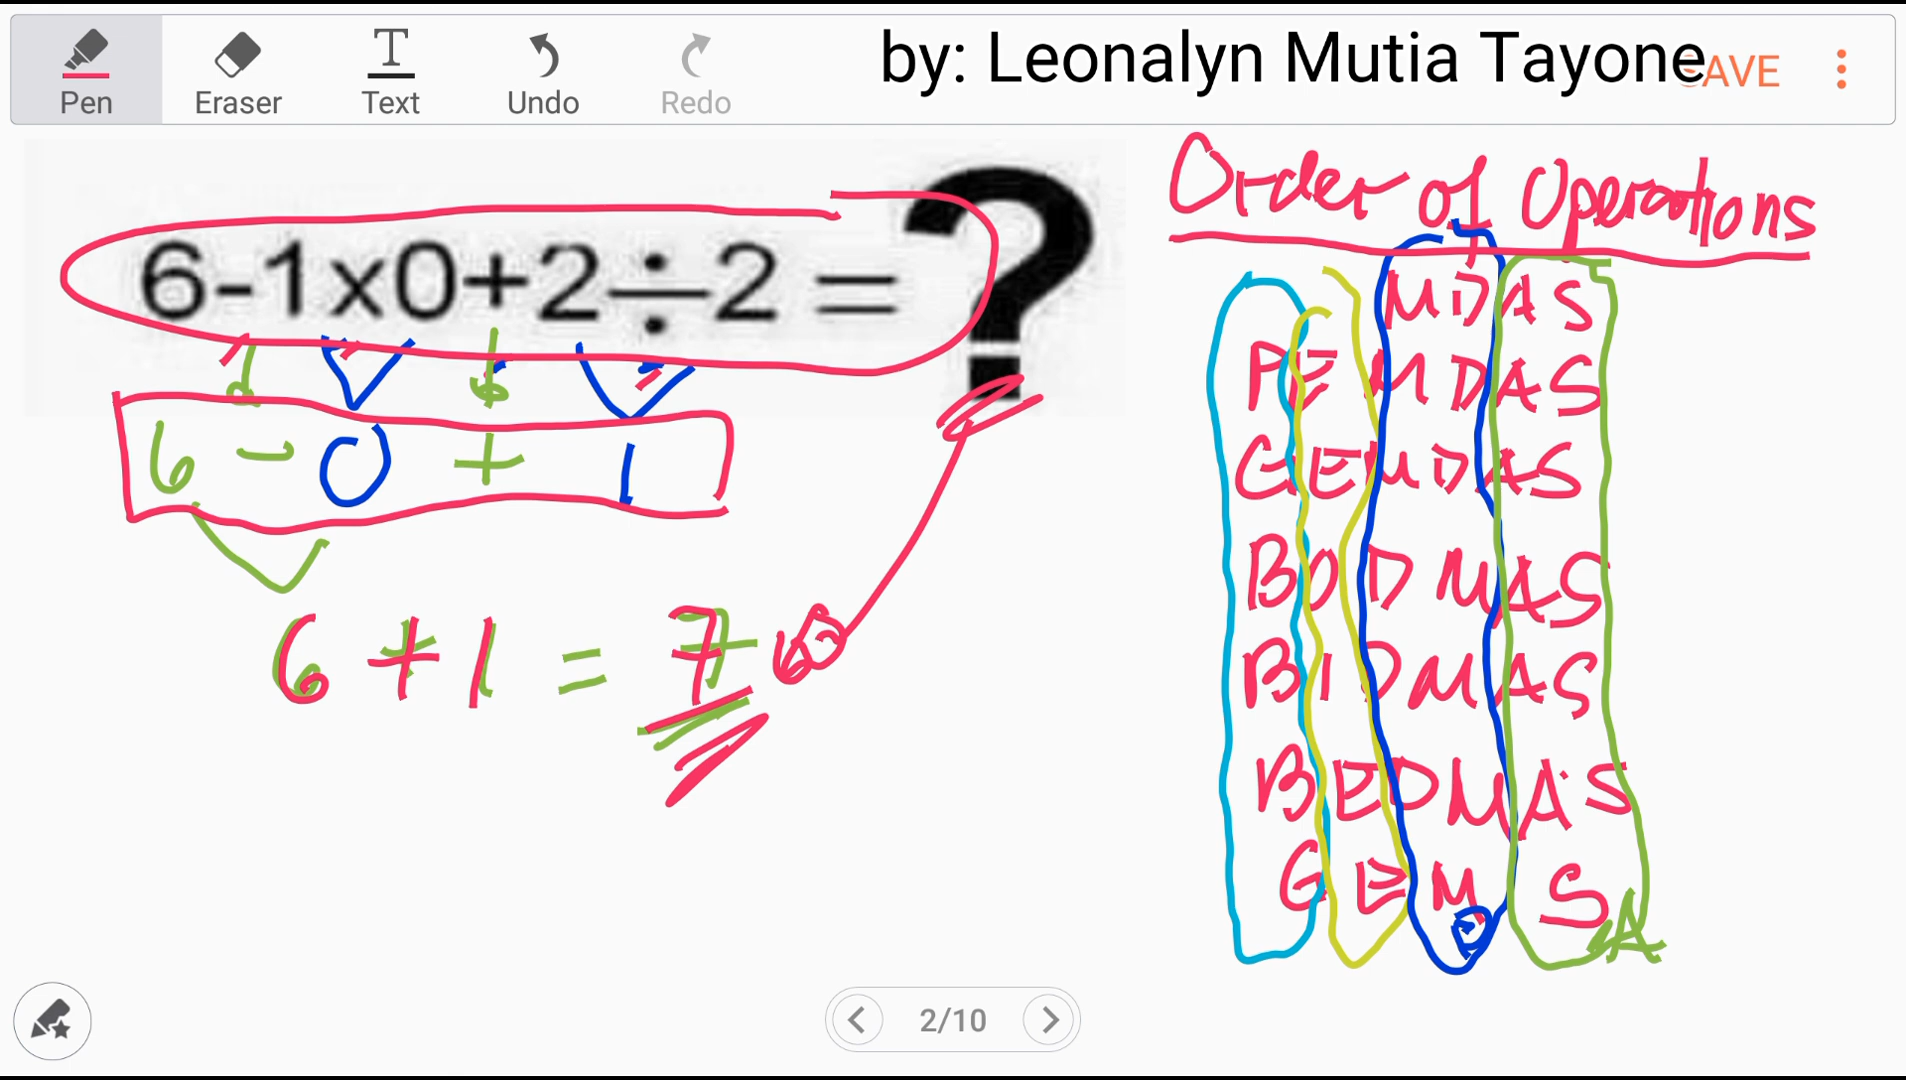 Pen
Eraser
Text
Undo
Redo
by: Leonalyn Mutia Tayone
SAVE
6-1x0+2÷2 = ?
6 - 0 + 1
6 + 1 = 7
Order of Operations
MDAS
PEMDAS
GEMDAS
BODMAS
BIDMAS
BEDMAS
GEM S
D A
2/10